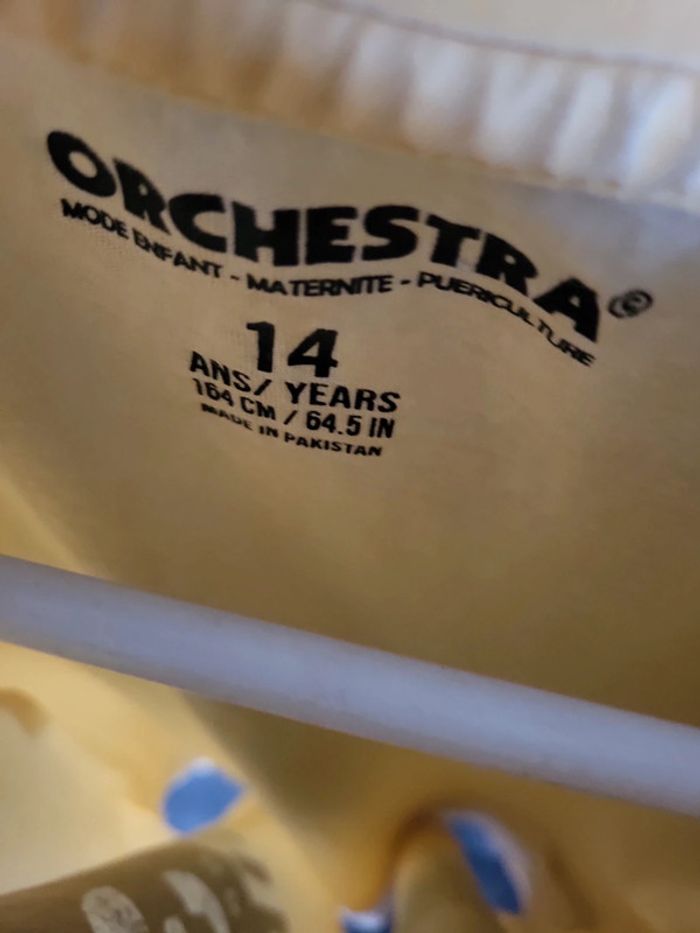 ORCHESTRA©
MODE ENFANT - MATERNITE - PUERICULTURE
14
ANS/ YEARS
164 CM / 64.5 IN
MADE IN PAKISTAN